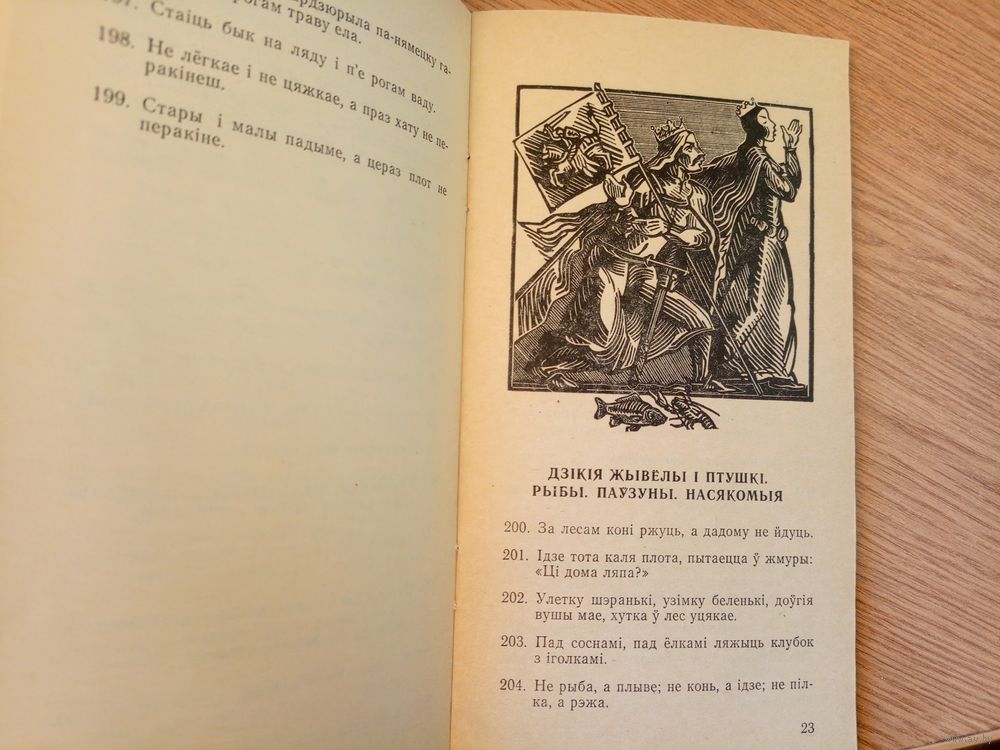 рдзюрыла па-нямецку га-
рогам траву ела.
Стаіць бык на ляду і п'е рогам ваду.
198. Не лёгкае і не цяжкае, а праз хату не пе-
ракінеш.
199. Стары і малы падыме, а цераз плот не
перакіне.
ДЗІКІЯ ЖЫВЁЛЫ І ПТУШКІ.
РЫБЫ. ПАЎЗУНЫ. НАСЯКОМЫЯ
200. За лесам коні ржуць, а дадому не йдуць.
201. Ідзе тота каля плота, пытаецца ў жмуры:
«Ці дома ляпа?»
202. Улетку шэранькі, узімку беленькі, доўгія
вушы мае, хутка ў лес уцякае.
203. Пад соснамі, пад ёлкамі ляжыць клубок
з іголкамі.
204. Не рыба, а плыве; не конь, а ідзе; не піл-
ка, а рэжа.
23